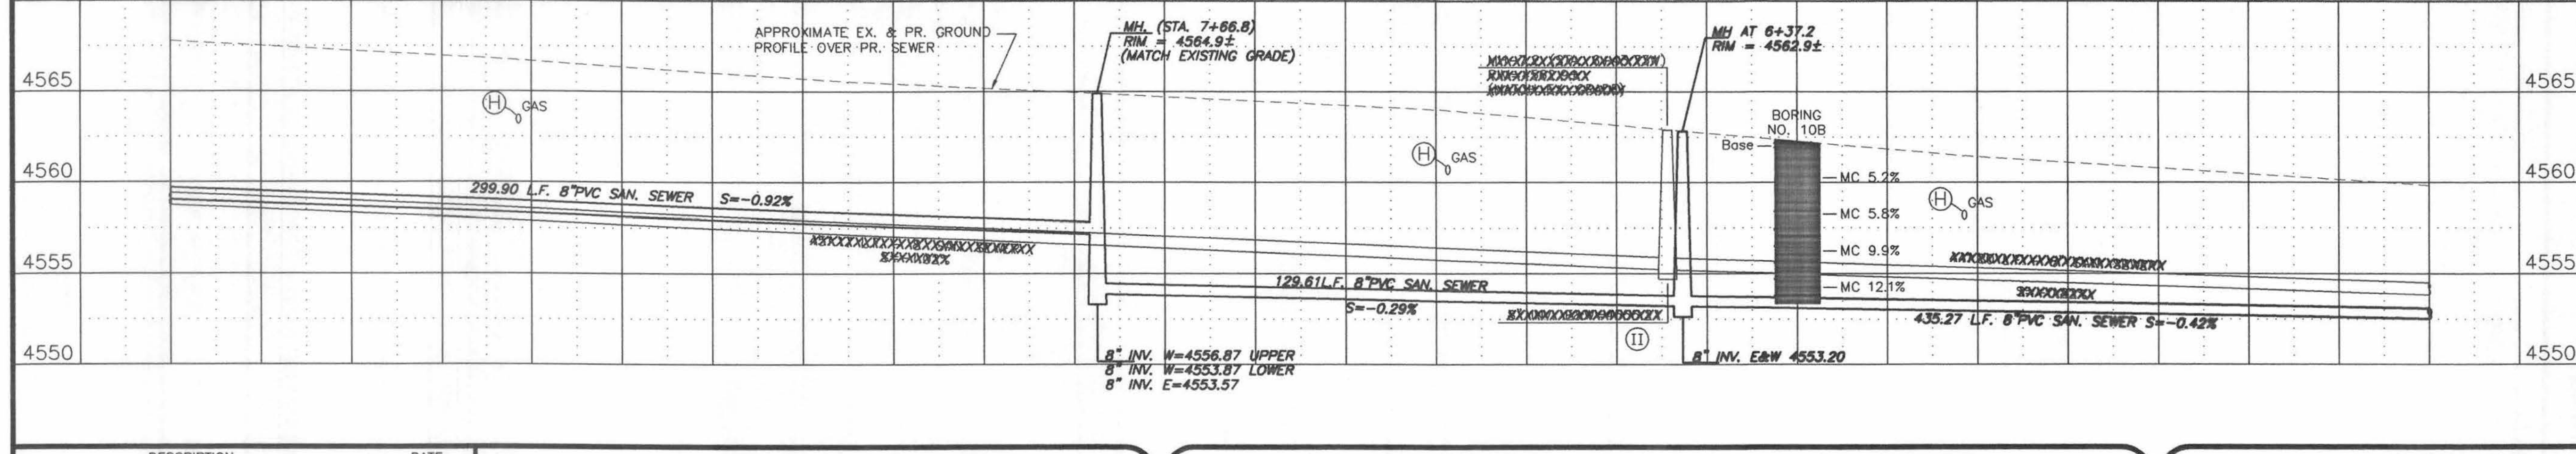 APPROXIMATE EX. & PR. GROUND
PROFILE OVER PR. SEWER
MH. (STA. 7+66.8)
RIM = 4564.9±
(MATCH EXISTING GRADE)
MH AT 6+37.2
RIM = 4562.9±
4565
4565
H GAS
BORING
NO. 10B
Base
H GAS
4560
4560
MC 5.2%
299.90 L.F. 8"PVC SAN. SEWER S=-0.92%
H GAS
MC 5.8%
MC 9.9%
4555
4555
129.61L.F. 8"PVC SAN. SEWER
MC 12.1%
S=-0.29%
435.27 L.F. 8"PVC SAN. SEWER S=-0.42%
II
4550
4550
8" INV. W=4556.87 UPPER
8" INV. W=4553.87 LOWER
8" INV. E=4553.57
8" INV. E&W 4553.20
DESCRIPTION DATE